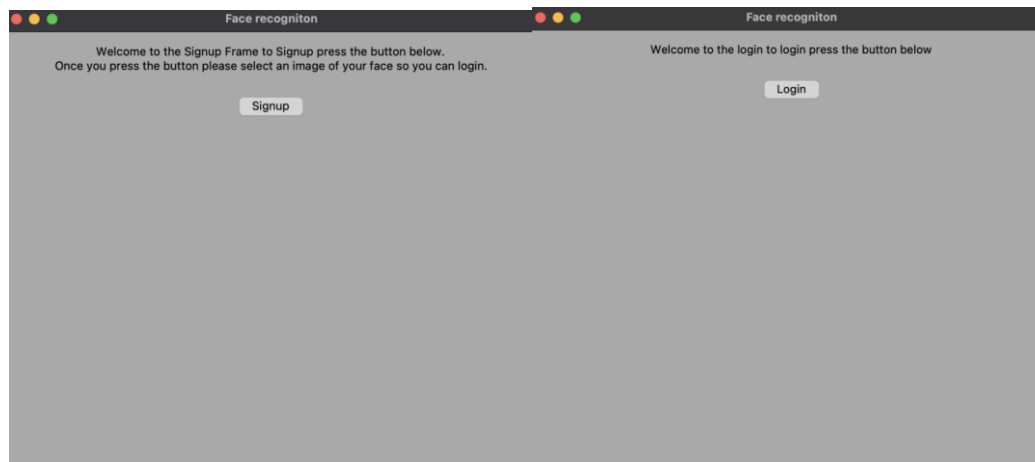 Face recogniton
Welcome to the Signup Frame to Signup press the button below.
Once you press the button please select an image of your face so you can login.
Signup
Face recogniton
Welcome to the login to login press the button below
Login